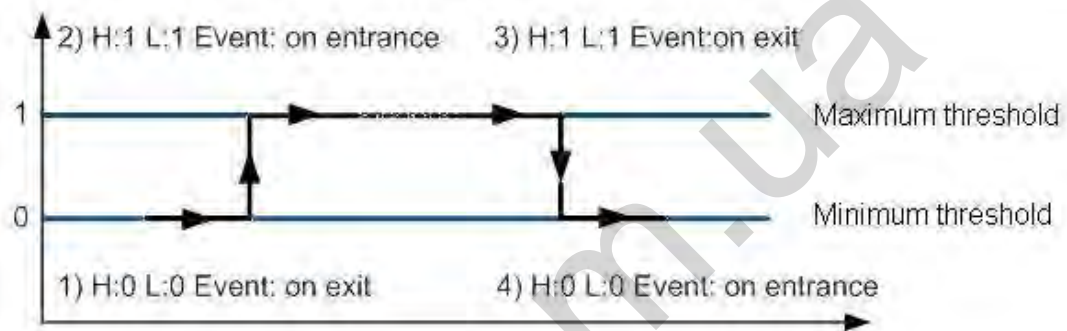 2) H:1 L:1 Event: on entrance
3) H:1 L:1 Event:on exit
1
Maximum threshold
0
Minimum threshold
1) H:0 L:0 Event: on exit
4) H:0 L:0 Event: on entrance
m.ua